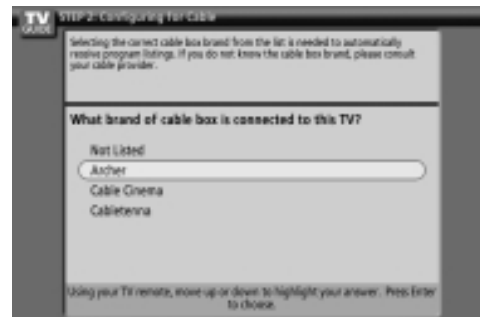 TV
GUIDE
STEP 2: Configuring for Cable
Selecting the correct cable box brand from the list is needed to automatically
receive program listings. If you do not know the cable box brand, please consult
your cable provider.
What brand of cable box is connected to this TV?
Not Listed
Archer
Cable Cinema
Cabletenna
Using your TV remote, move up or down to highlight your answer. Press Enter
to choose.